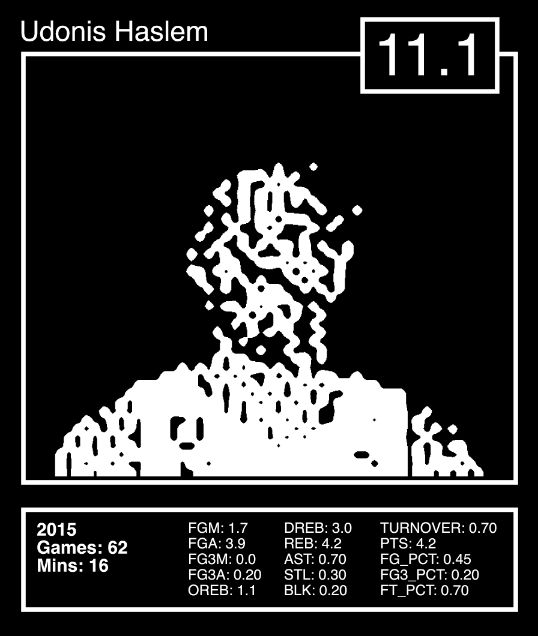 Udonis Haslem
11.1
2015
Games: 62
Mins: 16
FGM: 1.7
FGA: 3.9
FG3M: 0.0
FG3A: 0.20
OREB: 1.1
DREB: 3.0
REB: 4.2
AST: 0.70
STL: 0.30
BLK: 0.20
TURNOVER: 0.70
PTS: 4.2
FG_PCT: 0.45
FG3_PCT: 0.20
FT_PCT: 0.70